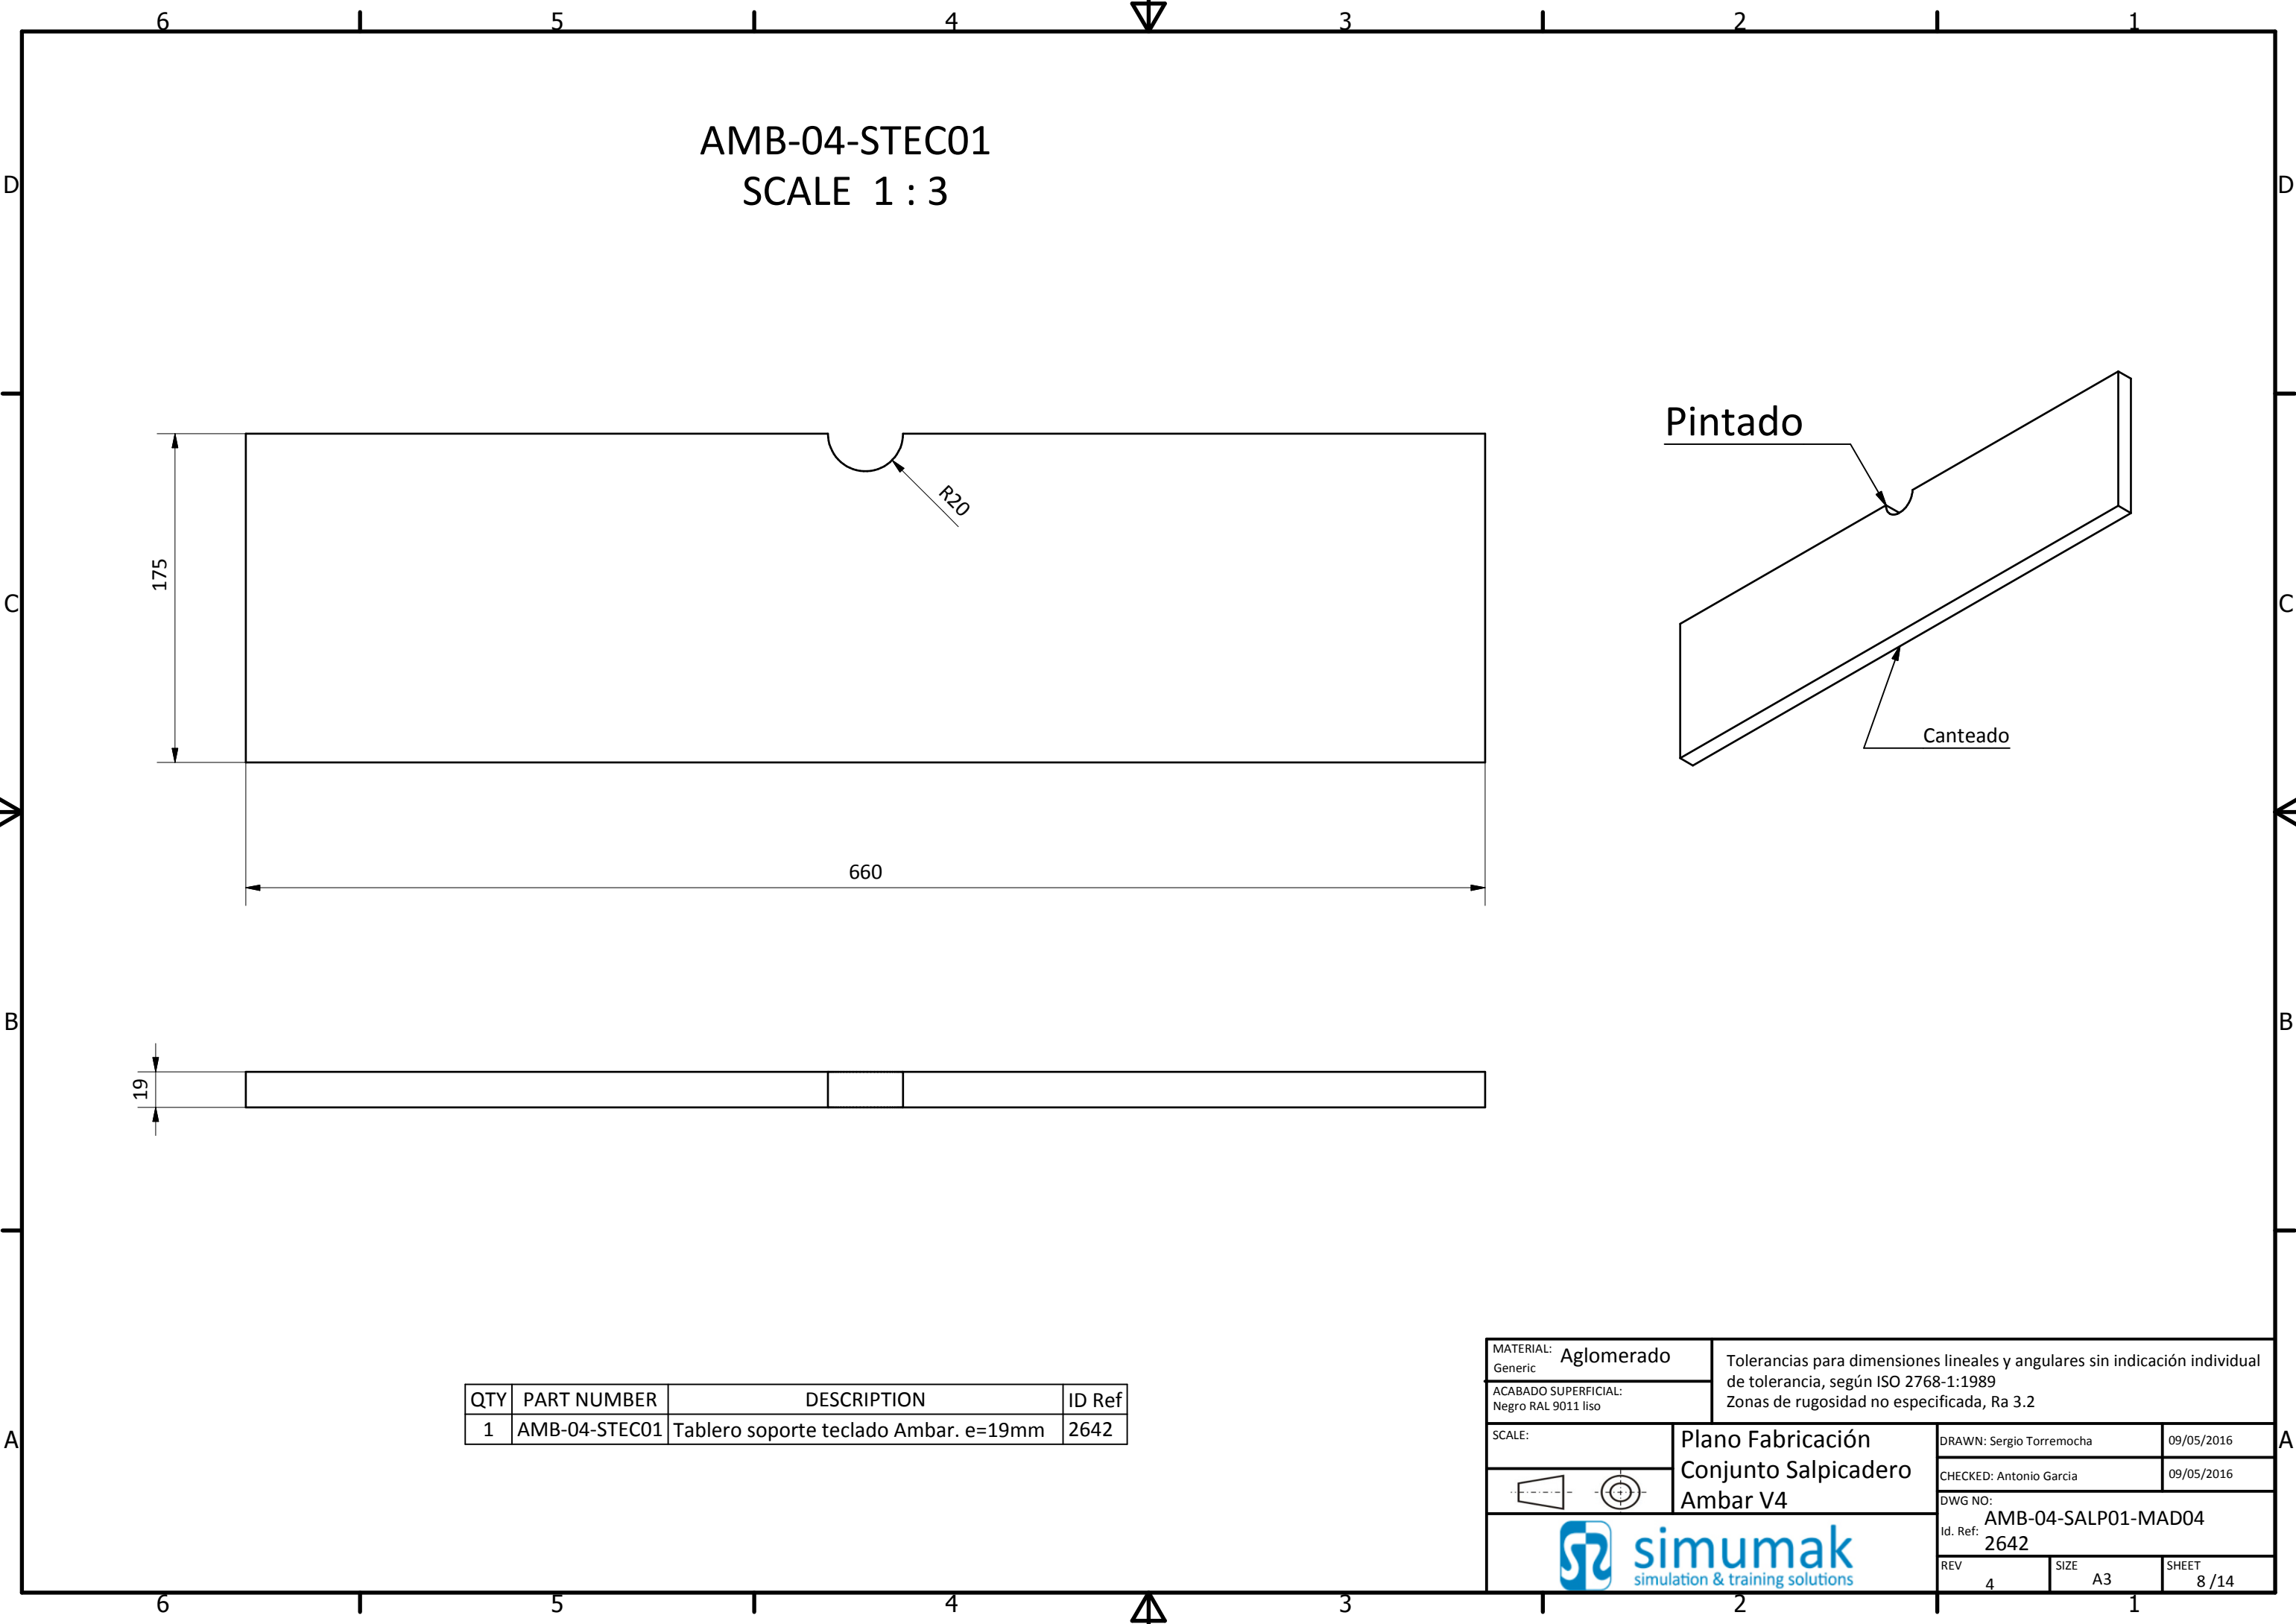 6 5 4 3 2 1
AMB-04-STEC01
SCALE 1 : 3
D D
Pintado
R20
175
C C
Canteado
660
B B
19
MATERIAL: Aglomerado
Generic
Tolerancias para dimensiones lineales y angulares sin indicación individual
de tolerancia, según ISO 2768-1:1989
Zonas de rugosidad no especificada, Ra 3.2
ACABADO SUPERFICIAL:
Negro RAL 9011 liso
QTY PART NUMBER DESCRIPTION ID Ref
1 AMB-04-STEC01 Tablero soporte teclado Ambar. e=19mm 2642
A A
SCALE:
Plano Fabricación
Conjunto Salpicadero
Ambar V4
DRAWN: Sergio Torremocha 09/05/2016
CHECKED: Antonio Garcia 09/05/2016
DWG NO:
AMB-04-SALP01-MAD04
Id. Ref: 2642
simumak
simulation & training solutions
REV 4
SIZE A3
SHEET 8 /14
6 5 4 3 2 1